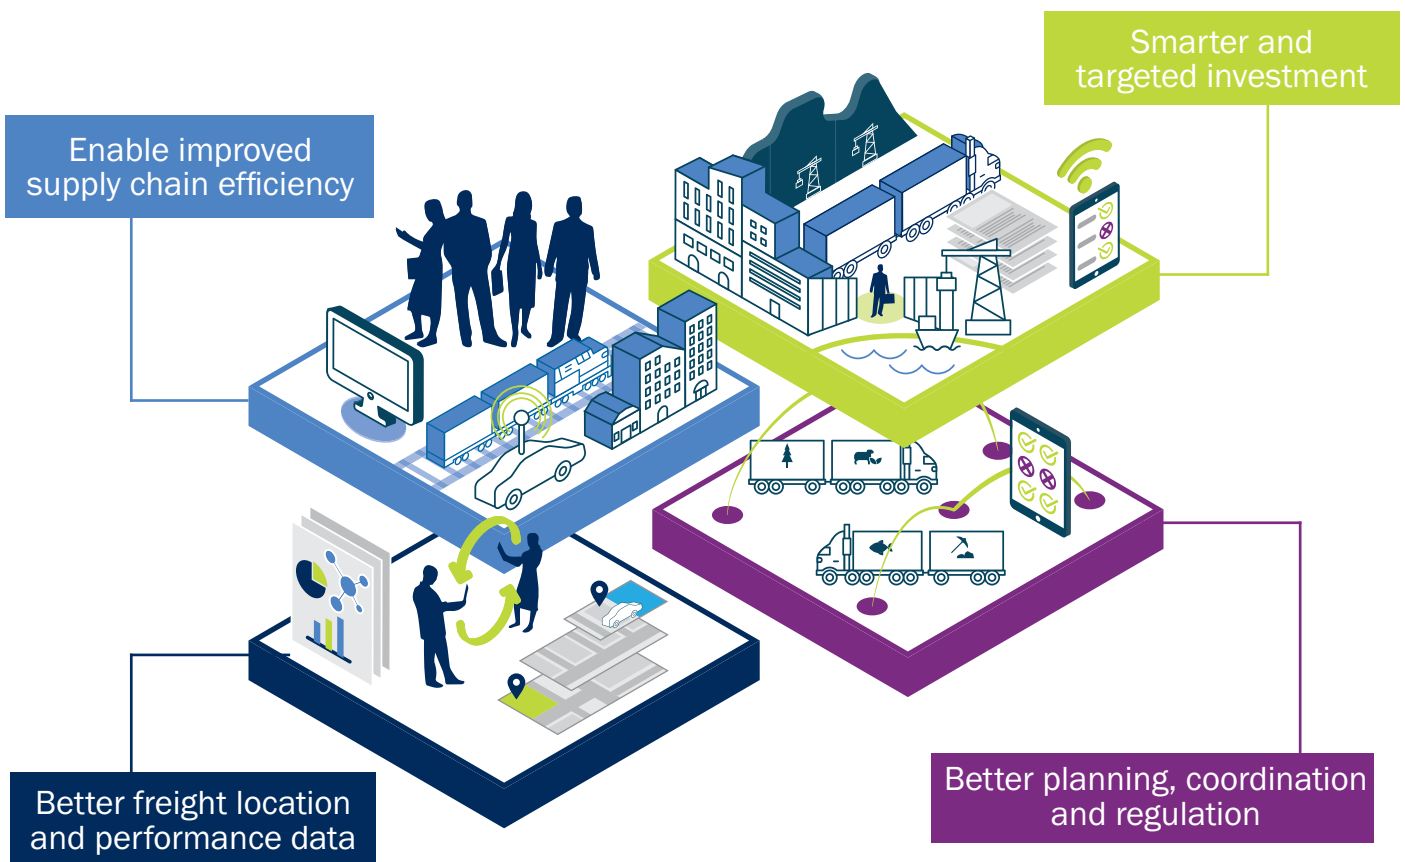 Smarter and
targeted investment
Enable improved
supply chain efficiency
Better freight location
and performance data
Better planning, coordination
and regulation